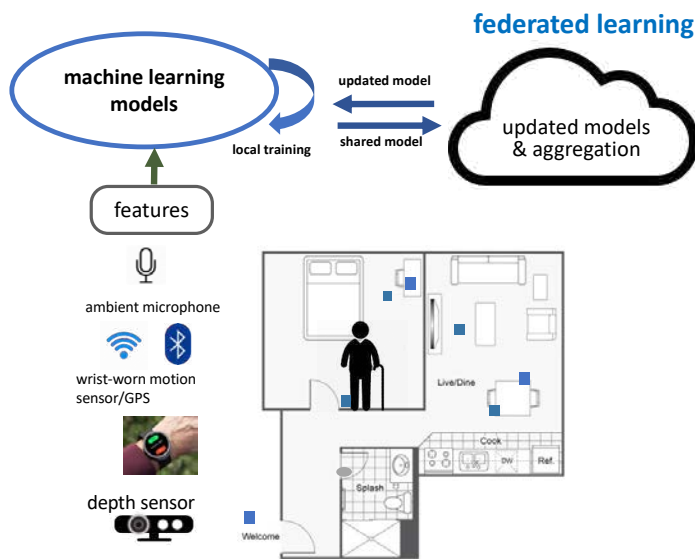 federated learning
machine learning
models
updated model
local training
shared model
updated models
& aggregation
features
ambient microphone
wrist-worn motion
sensor/GPS
depth sensor
Live/Dine
Cook
DW
Ref.
Splash
Welcome